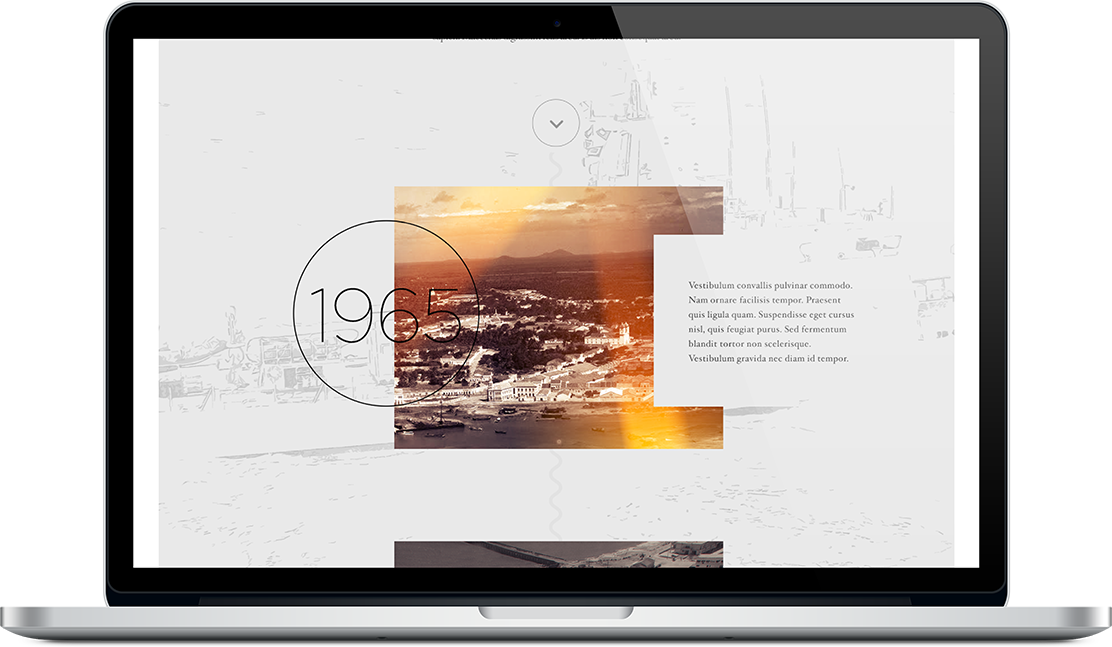 1965
Vestibulum convallis pulvinar commodo.
Nam ornare facilisis tempor. Praesent
quis ligula quam. Suspendisse eget cursus
nisl, quis feugiat purus. Sed fermentum
blandit tortor non scelerisque.
Vestibulum gravida nec diam id tempor.